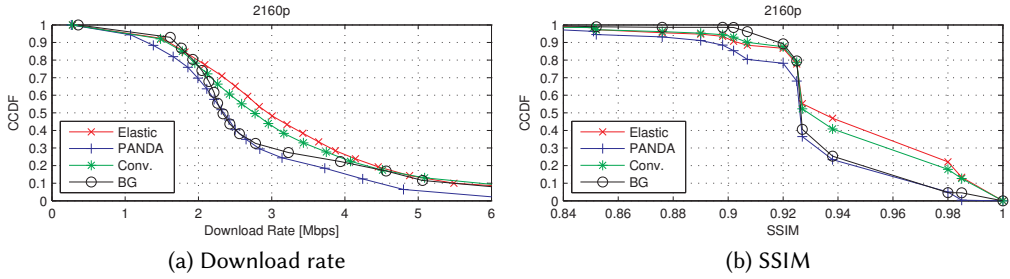 2160p
1
0.9
0.8
0.7
0.6
0.5
0.4
0.3
0.2
0.1
0
CCDF
Elastic
PANDA
Conv.
BG
0 1 2 3 4 5 6
Download Rate [Mbps]
(a) Download rate
2160p
1
0.9
0.8
0.7
0.6
0.5
0.4
0.3
0.2
0.1
0
CCDF
Elastic
PANDA
Conv.
BG
0.84 0.86 0.88 0.9 0.92 0.94 0.96 0.98 1
SSIM
(b) SSIM